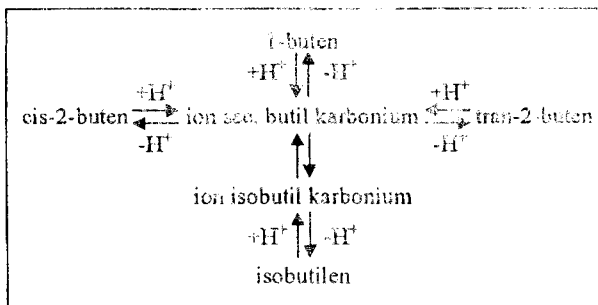 1-buten
+H⁺ -H⁺
+H⁺ +H⁺
cis-2-buten ion sec. butil karbonium tran-2-buten
-H⁺ -H⁺
ion isobutil karbonium
+H⁺ -H⁺
isobutilen